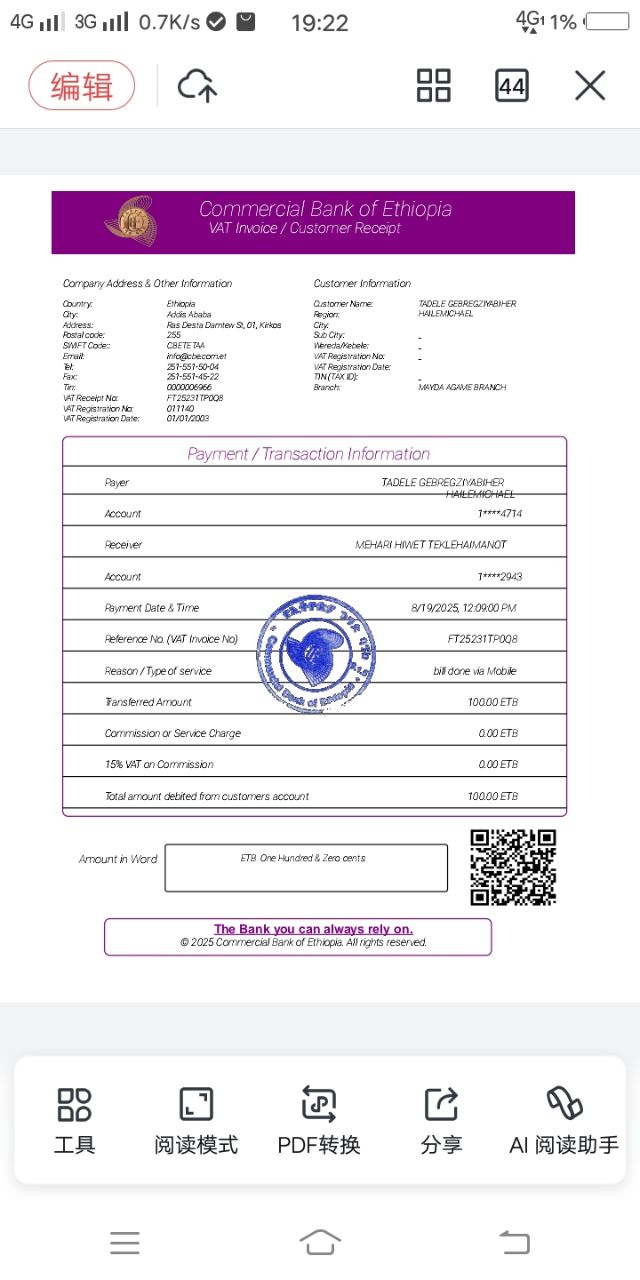 4G 3G 0.7K/s 19:22 4G1 1%
编辑 44
Commercial Bank of Ethiopia
VAT Invoice / Customer Receipt
Company Address & Other Information
Country: Ethiopia
City: Addis Ababa
Address: Ras Desta Damtew St, 01, Kirkos
Postal code: 255
SWIFT Code:: CBETETAA
Email: info@cbe.com.et
Tel: 251-551-50-04
Fax: 251-551-45-22
Tin: 0000006966
VAT Receipt No: FT25231TP0Q8
VAT Registration No: 011140
VAT Registration Date: 01/01/2003
Customer Information
Customer Name: TADELE GEBREGZIYABIHER
Region: HAILEMICHAEL
City:
Sub City: _
Wereda/Kebele: _
VAT Registration No: _
VAT Registration Date:
TIN (TAX ID): _
Branch: MAYDA AGAME BRANCH
Payment / Transaction Information
Payer TADELE GEBREGZIYABIHER
HAILEMICHAEL
Account 1****4714
Receiver MEHARI HIWET TEKLEHAIMANOT
Account 1****2943
Payment Date & Time 8/19/2025, 12:09:00 PM
Reference No. (VAT Invoice No) FT25231TP0Q8
Reason / Type of service bill done via Mobile
Transferred Amount 100.00 ETB
Commission or Service Charge 0.00 ETB
15% VAT on Commission 0.00 ETB
Total amount debited from customers account 100.00 ETB
የኢትዮጵያ ንግድ ባንክ
Commercial Bank of Ethiopia
Amount in Word ETB One Hundred & Zero cents
The Bank you can always rely on.
© 2025 Commercial Bank of Ethiopia. All rights reserved.
工具 阅读模式 PDF转换 分享 AI 阅读助手